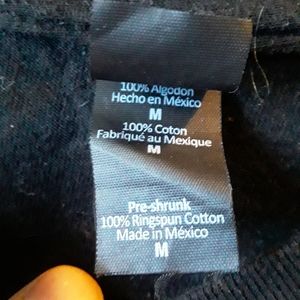 100% Algodon
Hecho en México
M
100% Coton
Fabriqué au Mexique
M
Pre-shrunk
100% Ringspun Cotton
Made in México
M